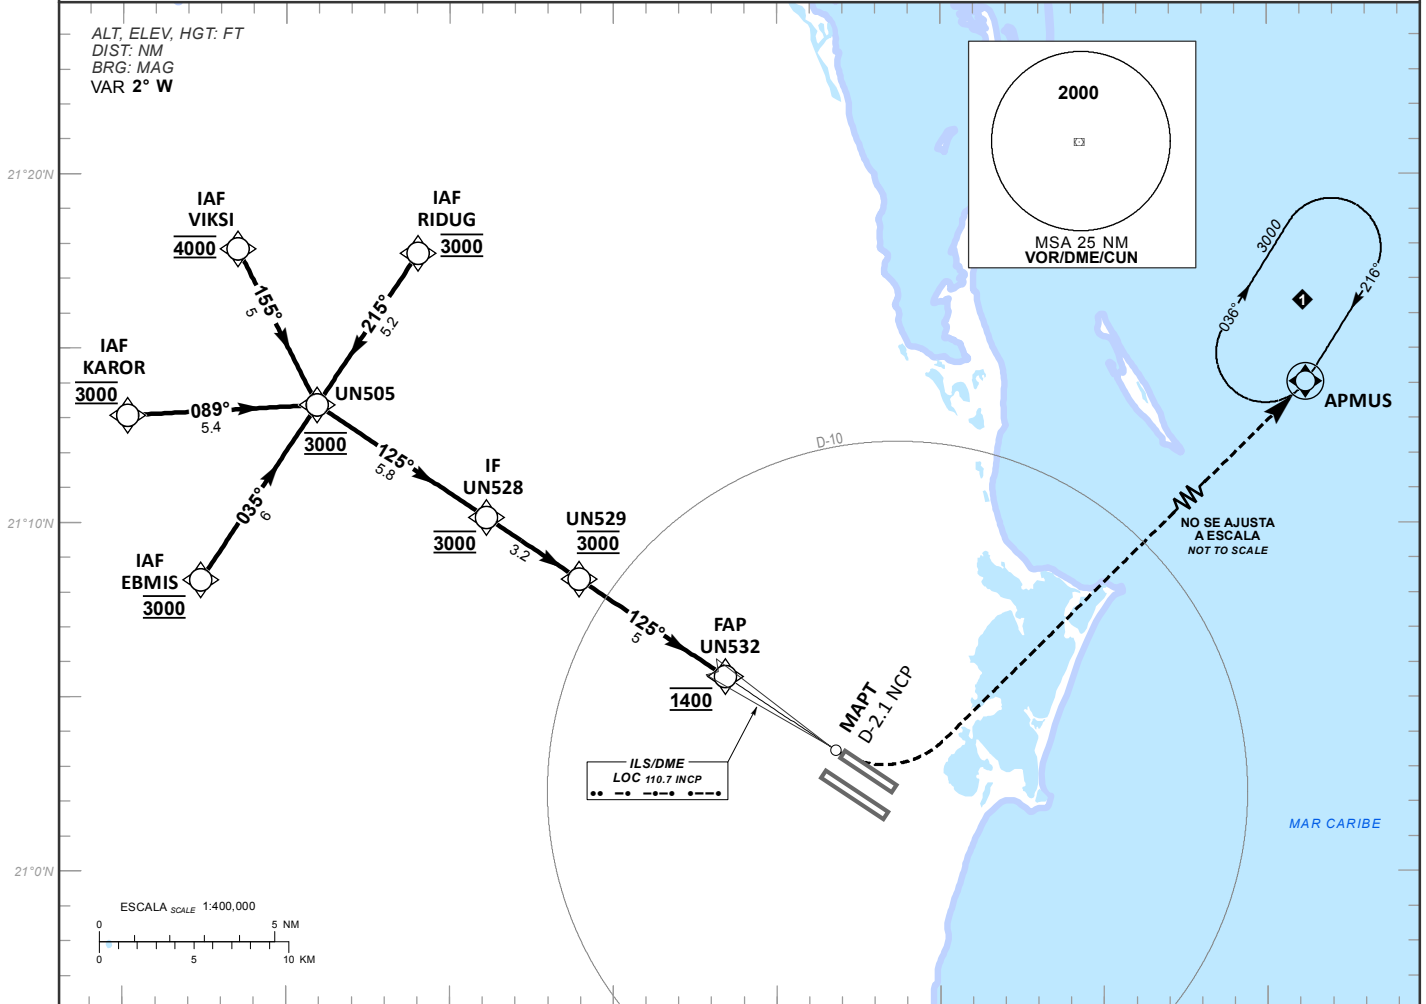 ALT, ELEV, HGT: FT
DIST: NM
BRG: MAG
VAR 2° W
2000
MSA 25 NM
VOR/DME/CUN
21°20'N
IAF
VIKSI
4000
IAF
RIDUG
3000
155°
5
215°
5.2
IAF
KAROR
3000
089°
5.4
UN505
3000
125°
5.8
035°
6
IAF
EBMIS
3000
IF
UN528
3000
3.2
UN529
3000
125°
5
FAP
UN532
1400
21°10'N
D-10
3000
036°
216°
1
APMUS
NO SE AJUSTA
A ESCALA
NOT TO SCALE
MAPT
D-2.1 NCP
ILS/DME
LOC 110.7 INCP
MAR CARIBE
21°0'N
ESCALA SCALE 1:400,000
0 5 NM
0 5 10 KM